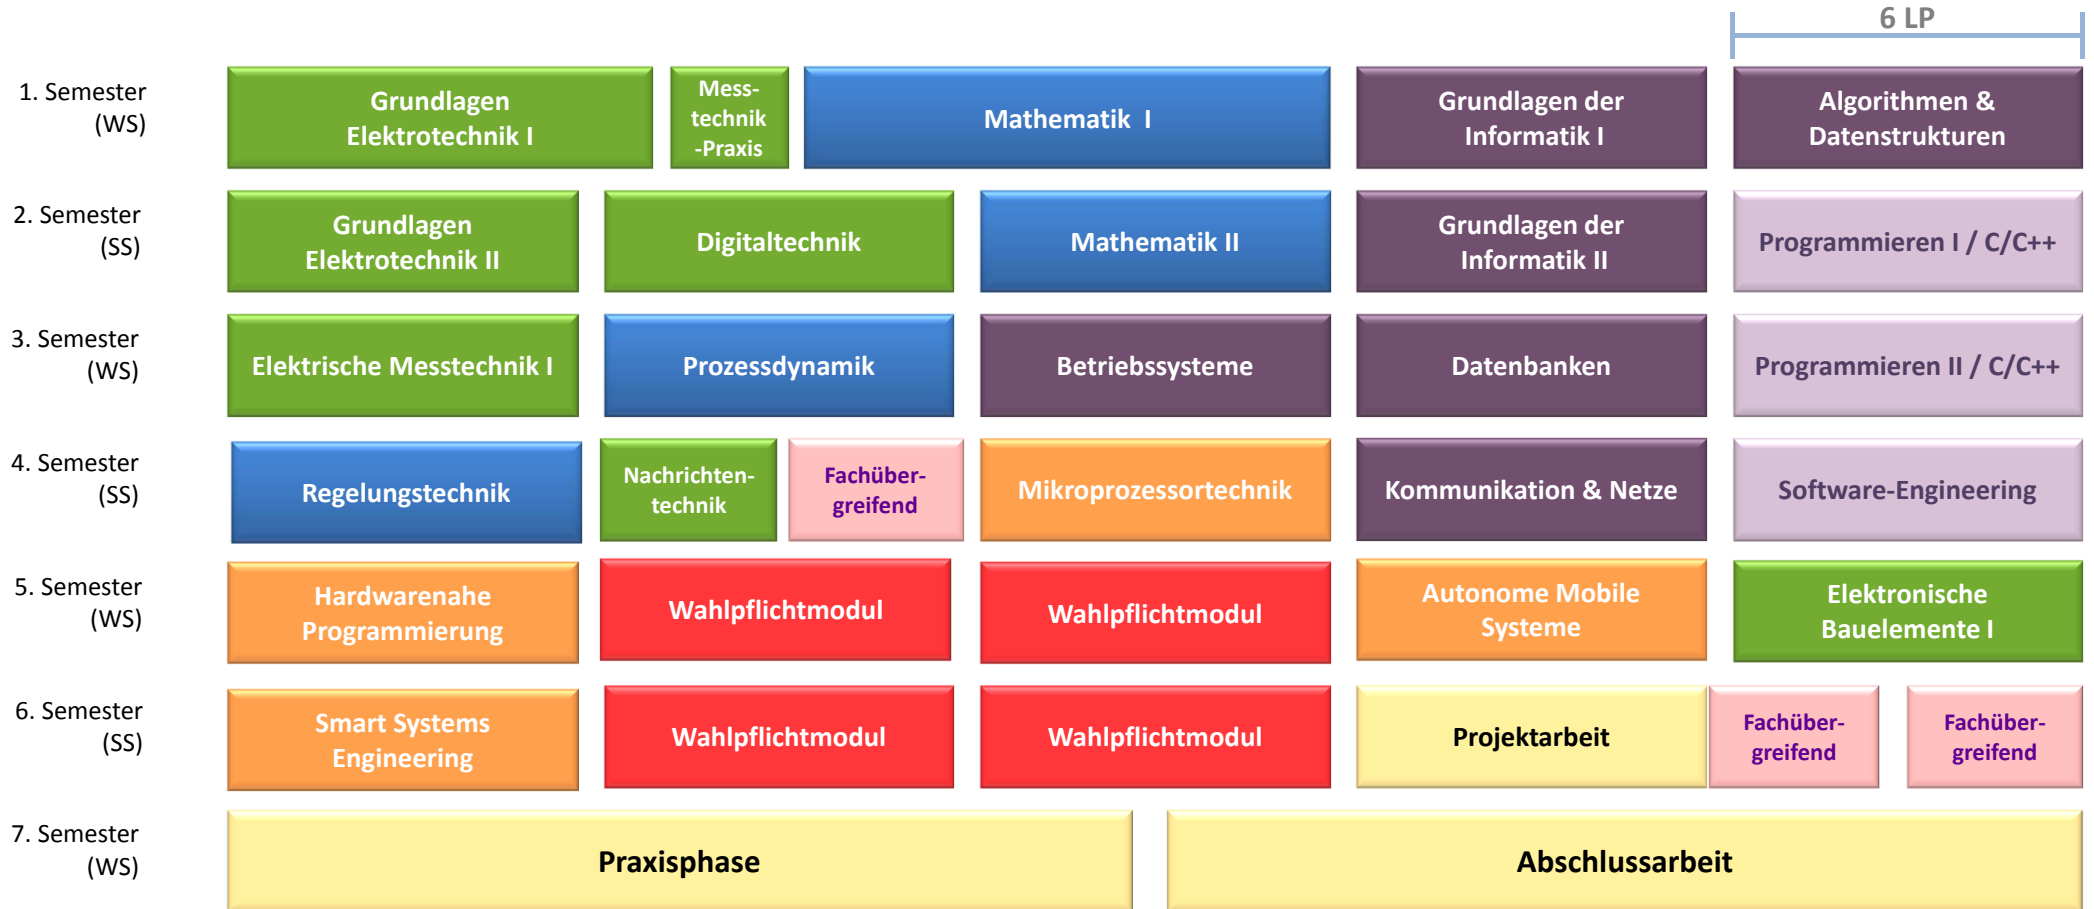 6 LP
1. Semester
(WS)
Grundlagen
Elektrotechnik I
Mess-
technik
-Praxis
Mathematik I
Grundlagen der
Informatik I
Algorithmen &
Datenstrukturen
2. Semester
(SS)
Grundlagen
Elektrotechnik II
Digitaltechnik
Mathematik II
Grundlagen der
Informatik II
Programmieren I / C/C++
3. Semester
(WS)
Elektrische Messtechnik I
Prozessdynamik
Betriebssysteme
Datenbanken
Programmieren II / C/C++
4. Semester
(SS)
Regelungstechnik
Nachrichten-
technik
Fachüber-
greifend
Mikroprozessortechnik
Kommunikation & Netze
Software-Engineering
5. Semester
(WS)
Hardwarenahe
Programmierung
Wahlpflichtmodul
Wahlpflichtmodul
Autonome Mobile
Systeme
Elektronische
Bauelemente I
6. Semester
(SS)
Smart Systems
Engineering
Wahlpflichtmodul
Wahlpflichtmodul
Projektarbeit
Fachüber-
greifend
Fachüber-
greifend
7. Semester
(WS)
Praxisphase
Abschlussarbeit